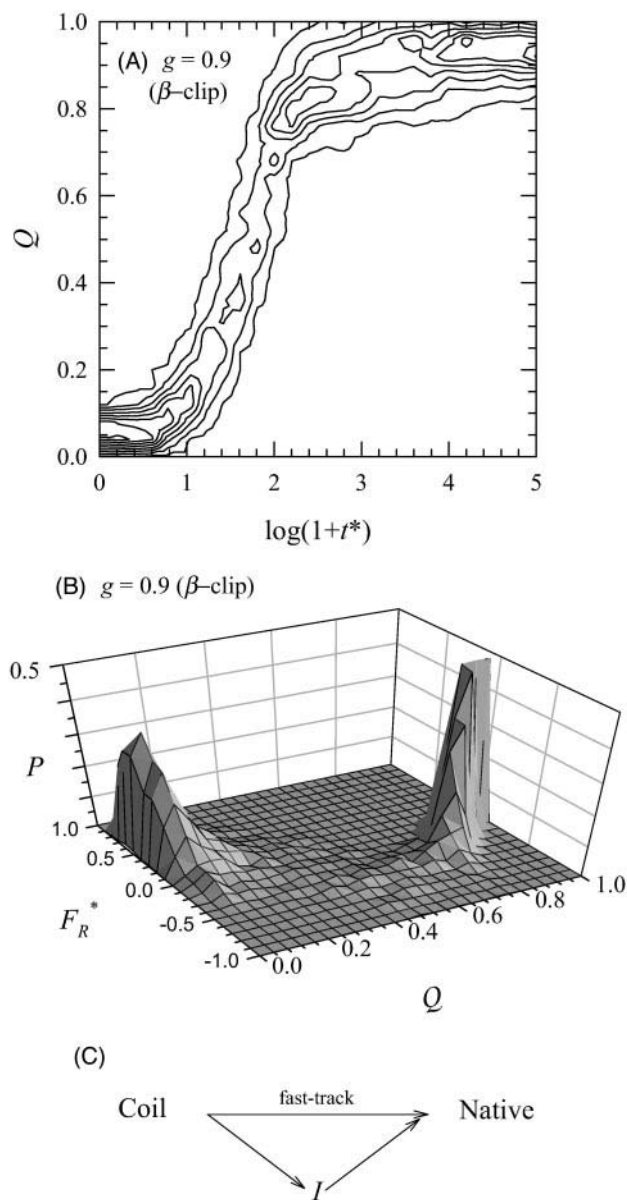 1.0
(A) g = 0.9
(β–clip)
0.8
0.6
Q
0.4
0.2
0.0
0 1 2 3 4 5
log(1+t*)
(B) g = 0.9 (β–clip)
0.5
P
1.0
0.5
0.0
-0.5
-1.0
F_R^*
0.0
0.2
0.4
0.6
0.8
1.0
Q
(C)
fast-track
Coil Native
I